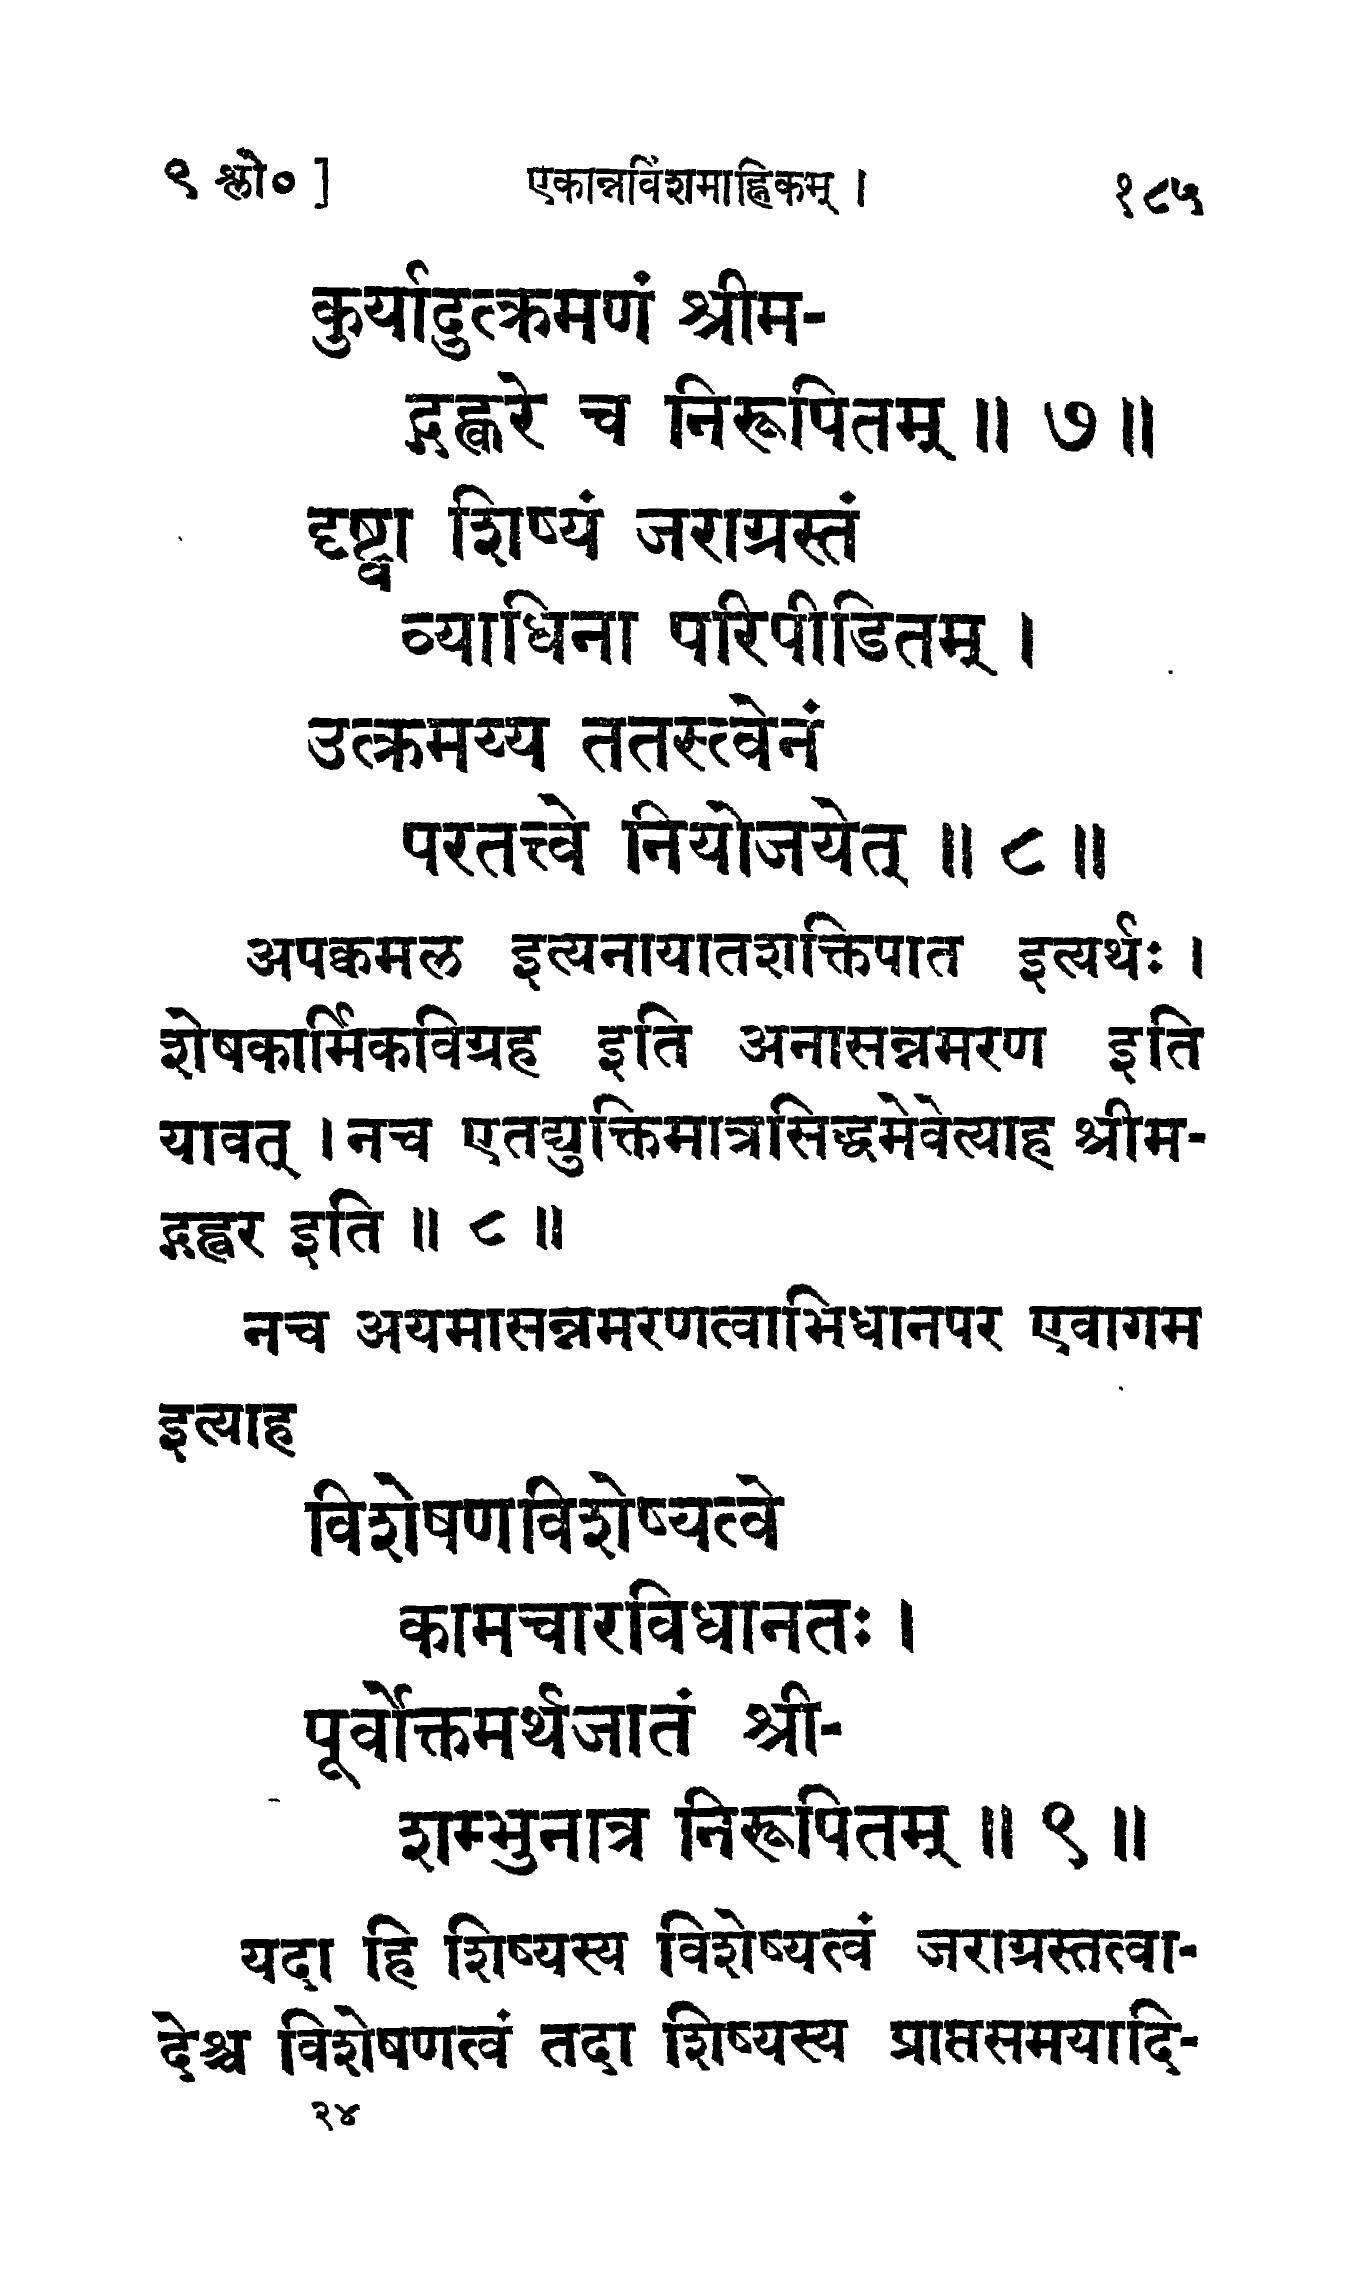 ९ श्लो० ] एकान्नविंशमाह्निकम् । १८५
कुर्यादुत्क्रमणं श्रीम-
द्गह्वरे च निरूपितम् ॥ ७ ॥
दृष्ट्वा शिष्यं जराग्रस्तं
व्याधिना परिपीडितम् ।
उत्क्रमय्य ततस्त्वेनं
परतत्त्वे नियोजयेत् ॥ ८ ॥
अपक्वमल इत्यनायातशक्तिपात इत्यर्थः ।
शेषकार्मिकविग्रह इति अनासन्नमरण इति
यावत् । नच एतद्युक्तिमात्रसिद्धमेवेत्याह श्रीम-
द्गह्वर इति ॥ ८ ॥
नच अयमासन्नमरणत्वाभिधानपर एवागम
इत्याह
विशेषणविशेष्यत्वे
कामचारविधानतः ।
पूर्वोक्तमर्थजातं श्री-
शम्भुनात्र निरूपितम् ॥ ९ ॥
यदा हि शिष्यस्य विशेष्यत्वं जराग्रस्तत्वा-
देश्च विशेषणत्वं तदा शिष्यस्य प्राप्तसमयादि-
२४